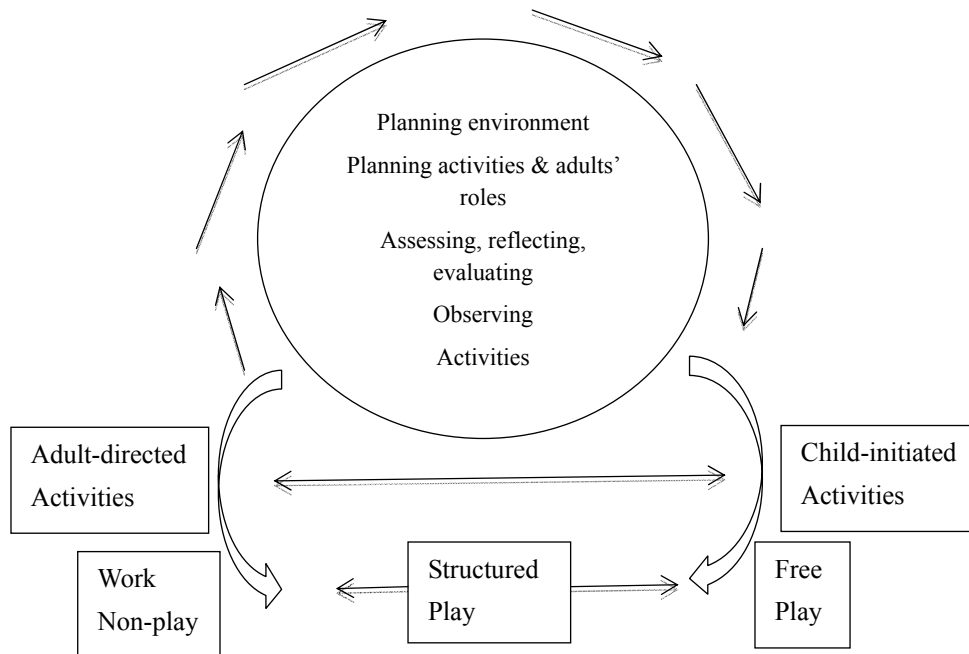 Planning environment
Planning activities & adults’
roles
Assessing, reflecting,
evaluating
Observing
Activities
Adult-directed
Activities
Child-initiated
Activities
Work
Non-play
Structured
Play
Free
Play